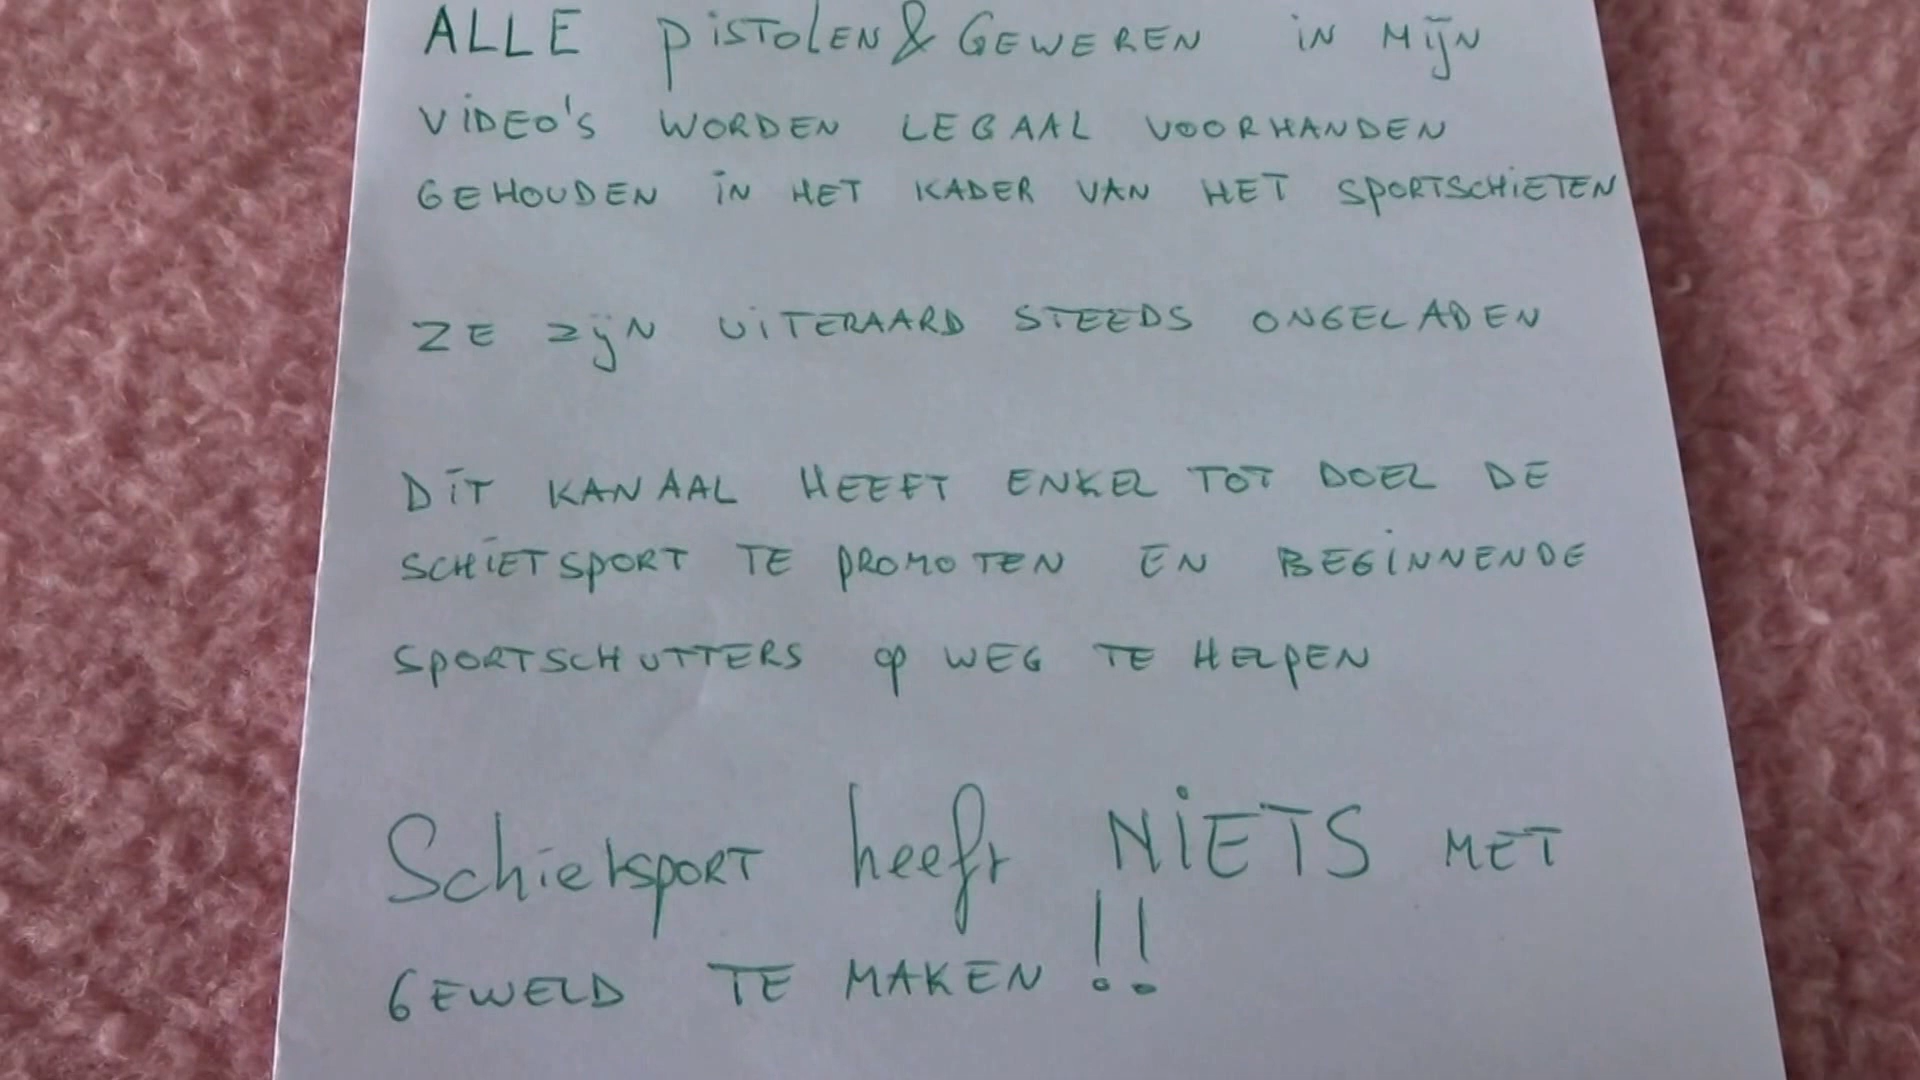 ALLE PiSTOLEN & GEWEREN iN MijN
ViDEO'S WORDEN LEGAAL VOORHANDEN
GEHOUDEN iN HET KADER VAN HET SPORTSCHiETEN
ZE ZijN UiTERAARD STEEDS ONGELADEN
DiT KANAAL HEEFT ENKEL TOT DOEL DE
SCHiETSPORT TE PROMOTEN EN BEGiNNENDE
SPORTSCHUTTERS OP WEG TE HELPEN
SchietsPORT heeft NiETS MET
GEWELD TE MAKEN !!